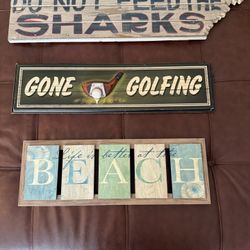 DO NOT FEED THE
SHARKS
GONE GOLFING
Life is better at the
BEACH